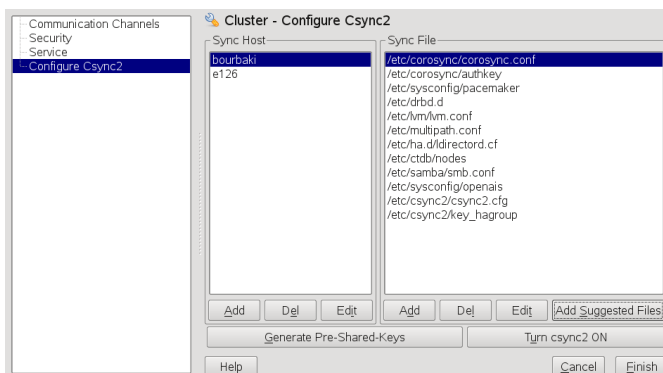 Communication Channels
Security
Service
Configure Csync2
Cluster - Configure Csync2
Sync Host
bourbaki
e126
Add
Del
Edit
Sync File
/etc/corosync/corosync.conf
/etc/corosync/authkey
/etc/sysconfig/pacemaker
/etc/drbd.d
/etc/lvm/lvm.conf
/etc/multipath.conf
/etc/ha.d/ldirectord.cf
/etc/ctdb/nodes
/etc/samba/smb.conf
/etc/sysconfig/openais
/etc/csync2/csync2.cfg
/etc/csync2/key_hagroup
Add
Del
Edit
Add Suggested Files
Generate Pre-Shared-Keys
Turn csync2 ON
Help
Cancel
Finish